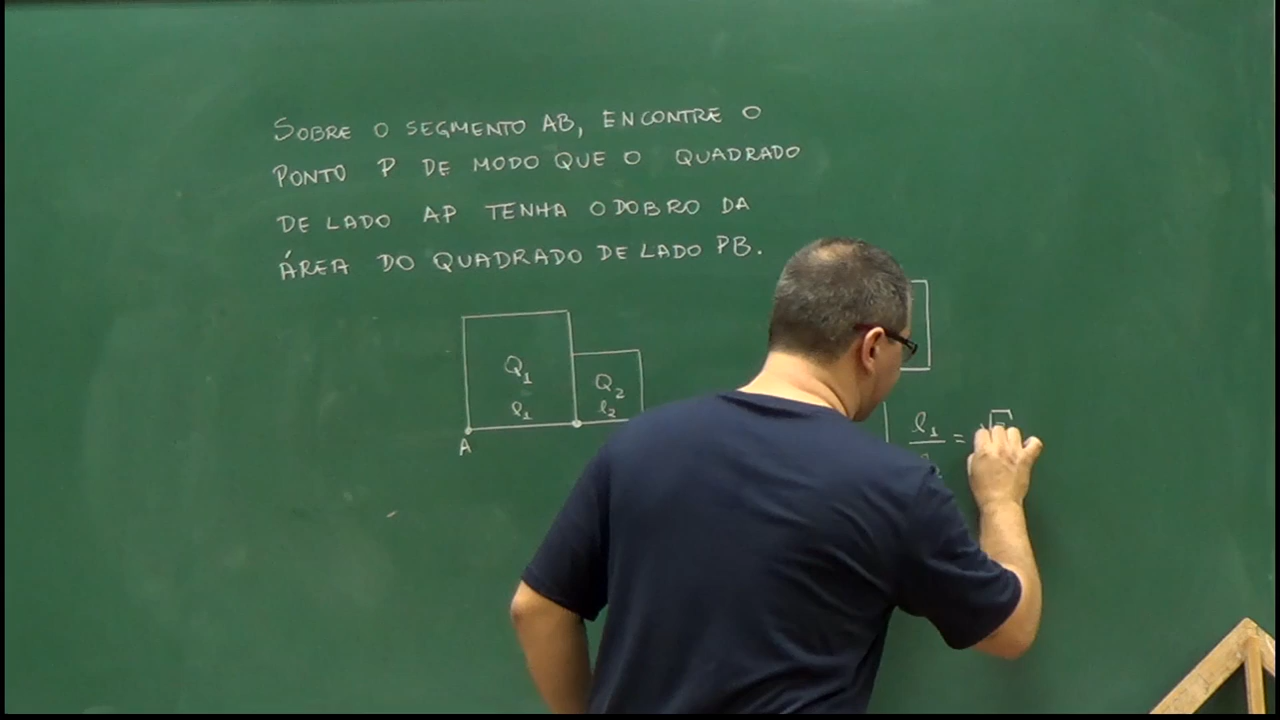 SOBRE O SEGMENTO AB, ENCONTRE O
PONTO P DE MODO QUE O QUADRADO
DE LADO AP TENHA O DOBRO DA
ÁREA DO QUADRADO DE LADO PB.
Q1
Q2
l1
l2
A
l1
=